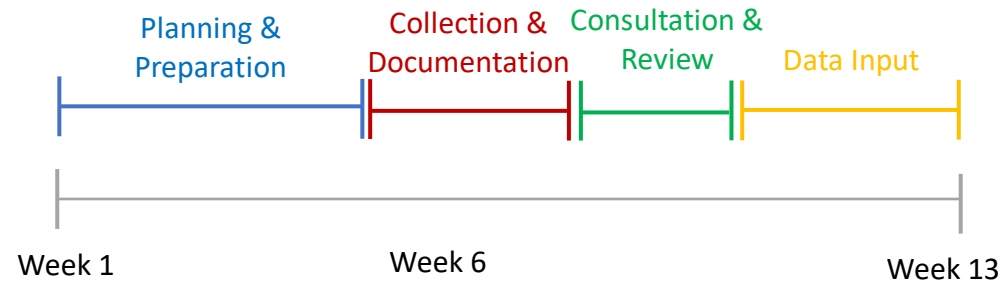 Planning &
Preparation
Collection &
Documentation
Consultation &
Review
Data Input
Week 1
Week 6
Week 13